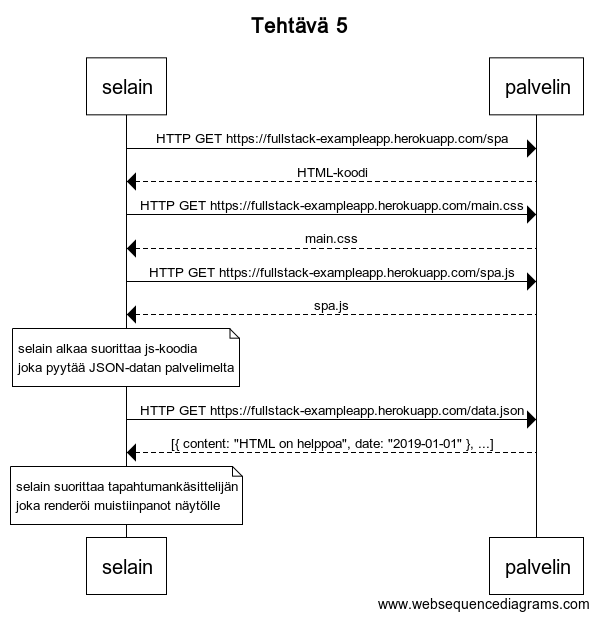 Tehtävä 5
selain
palvelin
HTTP GET https://fullstack-exampleapp.herokuapp.com/spa
HTML-koodi
HTTP GET https://fullstack-exampleapp.herokuapp.com/main.css
main.css
HTTP GET https://fullstack-exampleapp.herokuapp.com/spa.js
spa.js
selain alkaa suorittaa js-koodia
joka pyytää JSON-datan palvelimelta
HTTP GET https://fullstack-exampleapp.herokuapp.com/data.json
[{ content: "HTML on helppoa", date: "2019-01-01" }, ...]
selain suorittaa tapahtumankäsittelijän
joka renderöi muistiinpanot näytölle
selain
palvelin
www.websequencediagrams.com